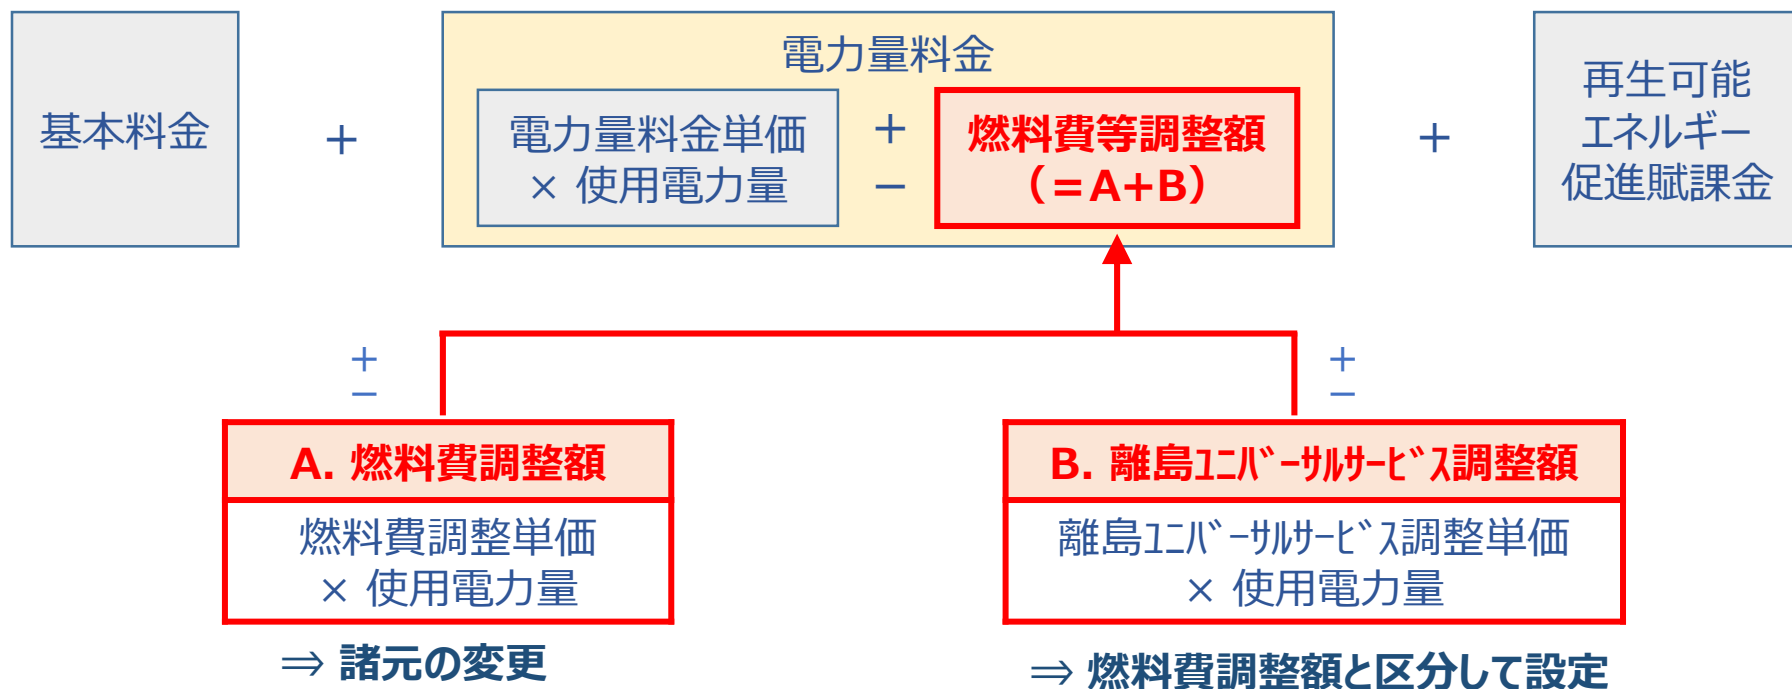 基本料金
＋
電力量料金
電力量料金単価
× 使用電力量
＋
－
燃料費等調整額
（＝A+B）
＋
再生可能
エネルギー
促進賦課金
＋
－
＋
－
A. 燃料費調整額
燃料費調整単価
× 使用電力量
⇒ 諸元の変更
B. 離島ﾕﾆﾊﾞｰｻﾙｻｰﾋﾞｽ調整額
離島ﾕﾆﾊﾞｰｻﾙｻｰﾋﾞｽ調整単価
× 使用電力量
⇒ 燃料費調整額と区分して設定